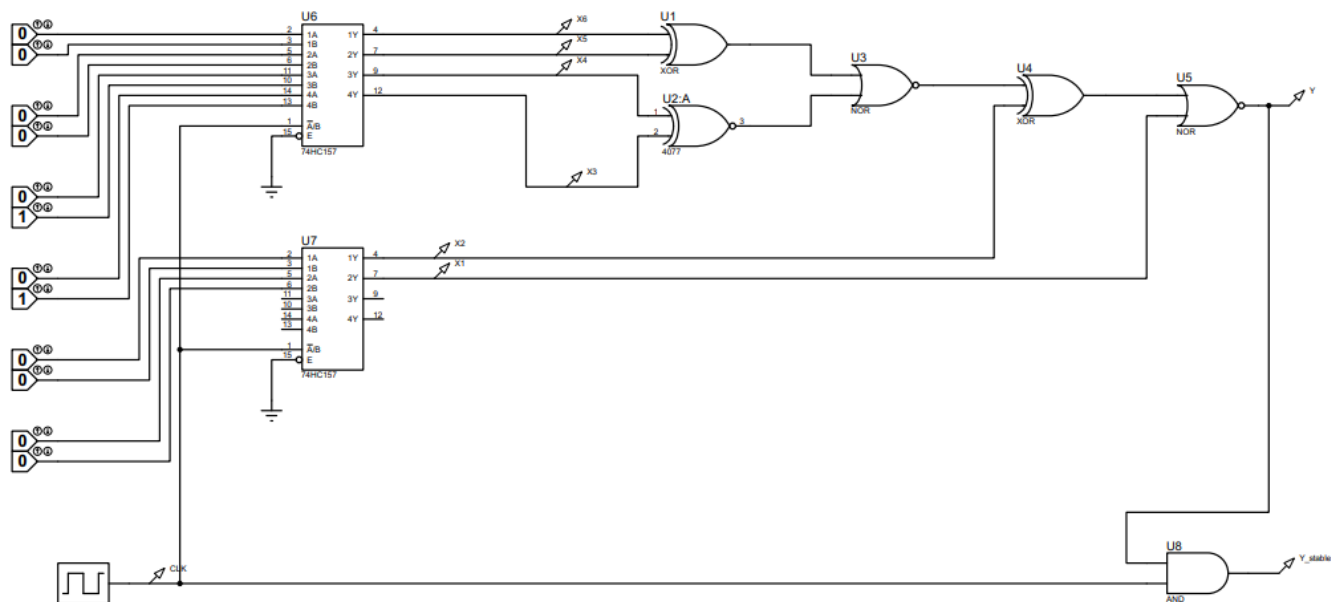 U6
0
0
2
3
5
6
11
10
14
13
1
15
1A
1B
2A
2B
3A
3B
4A
4B
A/B
E
1Y
2Y
3Y
4Y
4
7
9
12
74HC157
X6
X5
X4
X3
U1
XOR
U2:A
1
2
3
4077
U3
NOR
U4
XOR
U5
NOR
Y
0
0
0
1
0
1
U7
2
3
5
6
11
10
14
13
1
15
1A
1B
2A
2B
3A
3B
4A
4B
A/B
E
1Y
2Y
3Y
4Y
4
7
9
12
74HC157
X2
X1
0
0
0
0
CLK
U8
AND
Y_stable